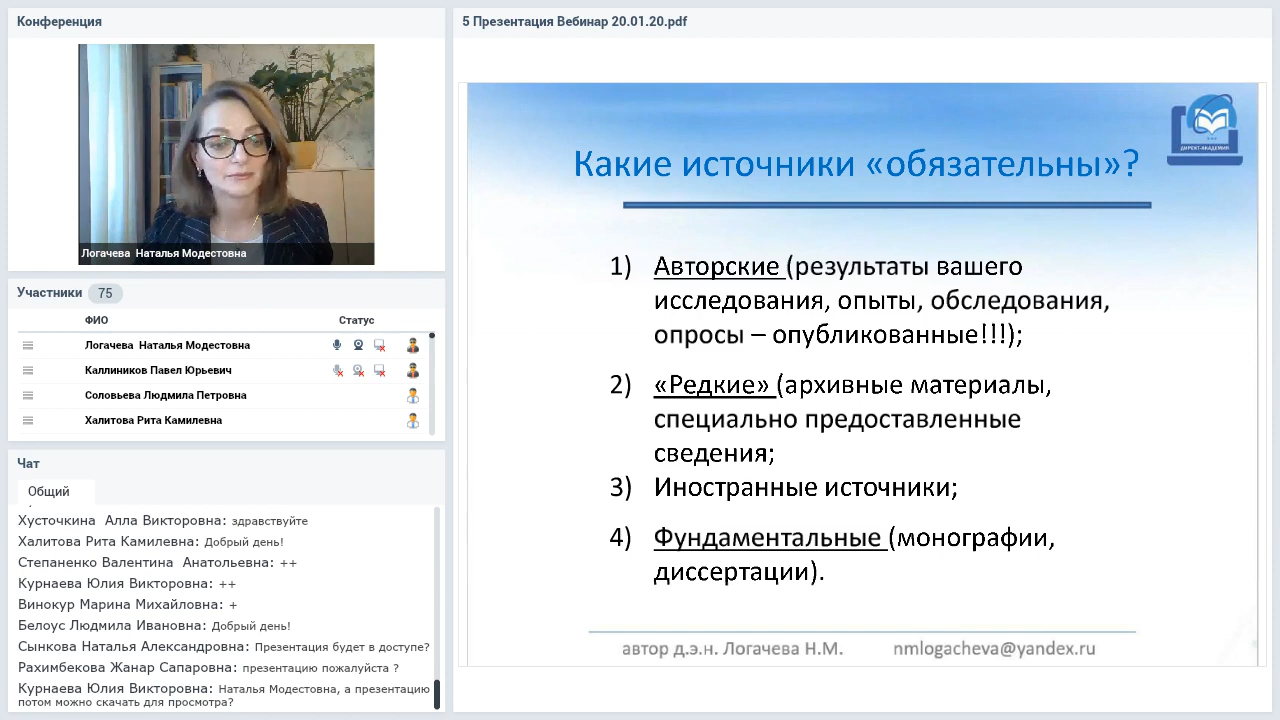 Конференция
Логачева Наталья Модестовна
Участники 75
ФИО Статус
Логачева Наталья Модестовна
Каллиников Павел Юрьевич
Соловьева Людмила Петровна
Халитова Рита Камилевна
Чат
Общий
Хусточкина Алла Викторовна: здравствуйте
Халитова Рита Камилевна: Добрый день!
Степаненко Валентина Анатольевна: ++
Курнаева Юлия Викторовна: ++
Винокур Марина Михайловна: +
Белоус Людмила Ивановна: Добрый день!
Сынкова Наталья Александровна: Презентация будет в доступе?
Рахимбекова Жанар Сапаровна: презентацию пожалуйста ?
Курнаева Юлия Викторовна: Наталья Модестовна, а презентацию
потом можно скачать для просмотра?
5 Презентация Вебинар 20.01.20.pdf
ДИРЕКТ-АКАДЕМИЯ
Какие источники «обязательны»?
1) Авторские (результаты вашего
исследования, опыты, обследования,
опросы – опубликованные!!!);
2) «Редкие» (архивные материалы,
специально предоставленные
сведения;
3) Иностранные источники;
4) Фундаментальные (монографии,
диссертации).
автор д.э.н. Логачева Н.М. nmlogacheva@yandex.ru